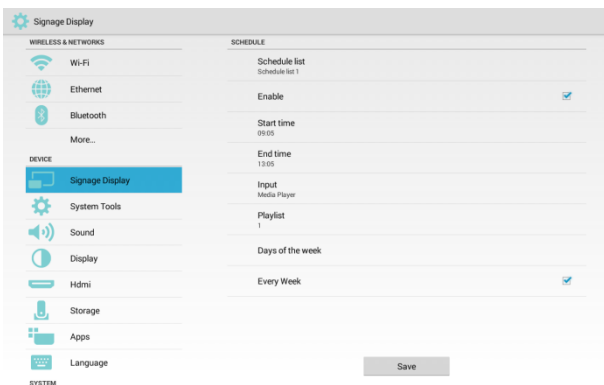 Signage Display
WIRELESS & NETWORKS
Wi-Fi
Ethernet
Bluetooth
More...
DEVICE
Signage Display
System Tools
Sound
Display
Hdmi
Storage
Apps
Language
SYSTEM
SCHEDULE
Schedule list
Schedule list 1
Enable
Start time
09:05
End time
13:05
Input
Media Player
Playlist
1
Days of the week
Every Week
Save